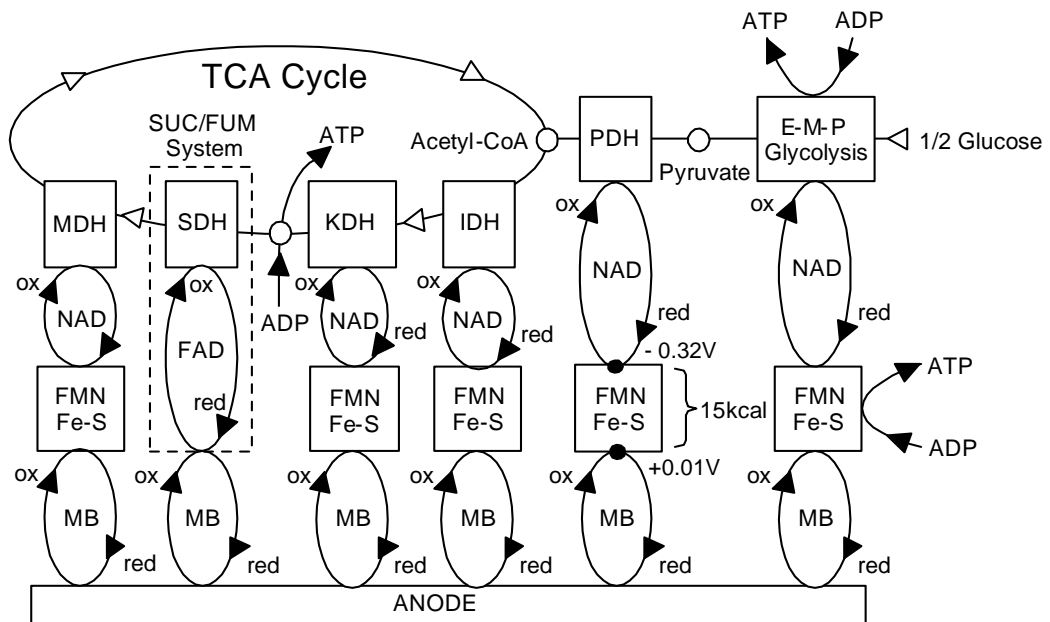 ATP ADP
TCA Cycle
SUC/FUM
System
ATP
Acetyl-CoA
PDH
Pyruvate
E-M-P
Glycolysis
1/2 Glucose
MDH
SDH
KDH
IDH
ADP
ox
NAD
ox
FAD
red
ox
NAD
red
ox
NAD
red
ox
NAD
red
ox
NAD
red
- 0.32V
FMN
Fe-S
FMN
Fe-S
FMN
Fe-S
FMN
Fe-S
15kcal
FMN
Fe-S
ATP
ADP
+0.01V
ox
MB
red
ox
MB
red
ox
MB
red
ox
MB
red
ox
MB
red
ox
MB
red
ANODE